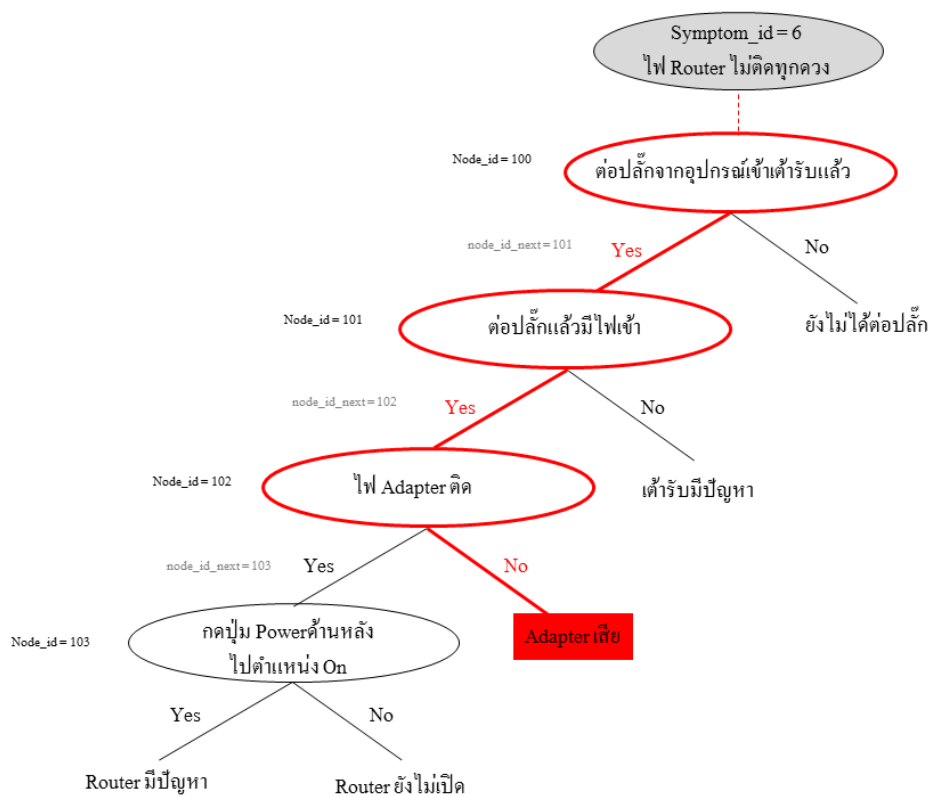 Symptom_id = 6
ไฟ Router ไม่ติดทุกดวง
Node_id = 100
ต่อปลั๊กจากอุปกรณ์เข้าเต้ารับแล้ว
node_id_next = 101
Yes
No
Node_id = 101
ต่อปลั๊กแล้วมีไฟเข้า
ยังไม่ได้ต่อปลั๊ก
node_id_next = 102
Yes
No
Node_id = 102
ไฟ Adapter ติด
เต้ารับมีปัญหา
node_id_next = 103
Yes
No
Node_id = 103
กดปุ่ม Powerด้านหลัง
ไปตำแหน่ง On
Adapter เสีย
Yes
No
Router มีปัญหา
Router ยังไม่เปิด